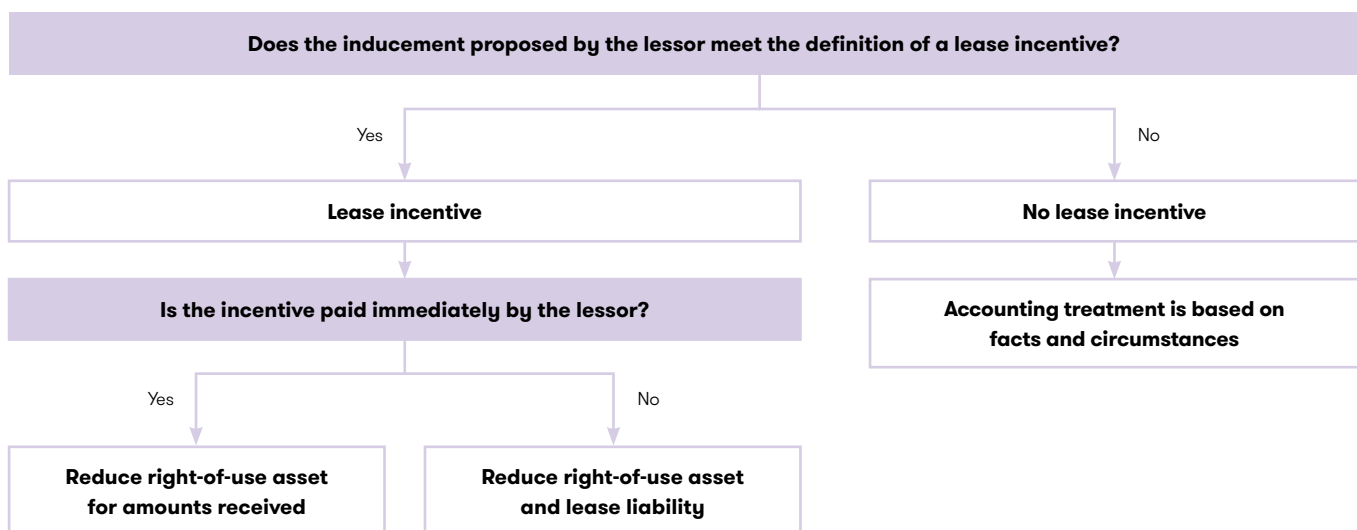 Does the inducement proposed by the lessor meet the definition of a lease incentive?
Yes
No
Lease incentive
No lease incentive
Is the incentive paid immediately by the lessor?
Accounting treatment is based on
facts and circumstances
Yes
No
Reduce right-of-use asset
for amounts received
Reduce right-of-use asset
and lease liability